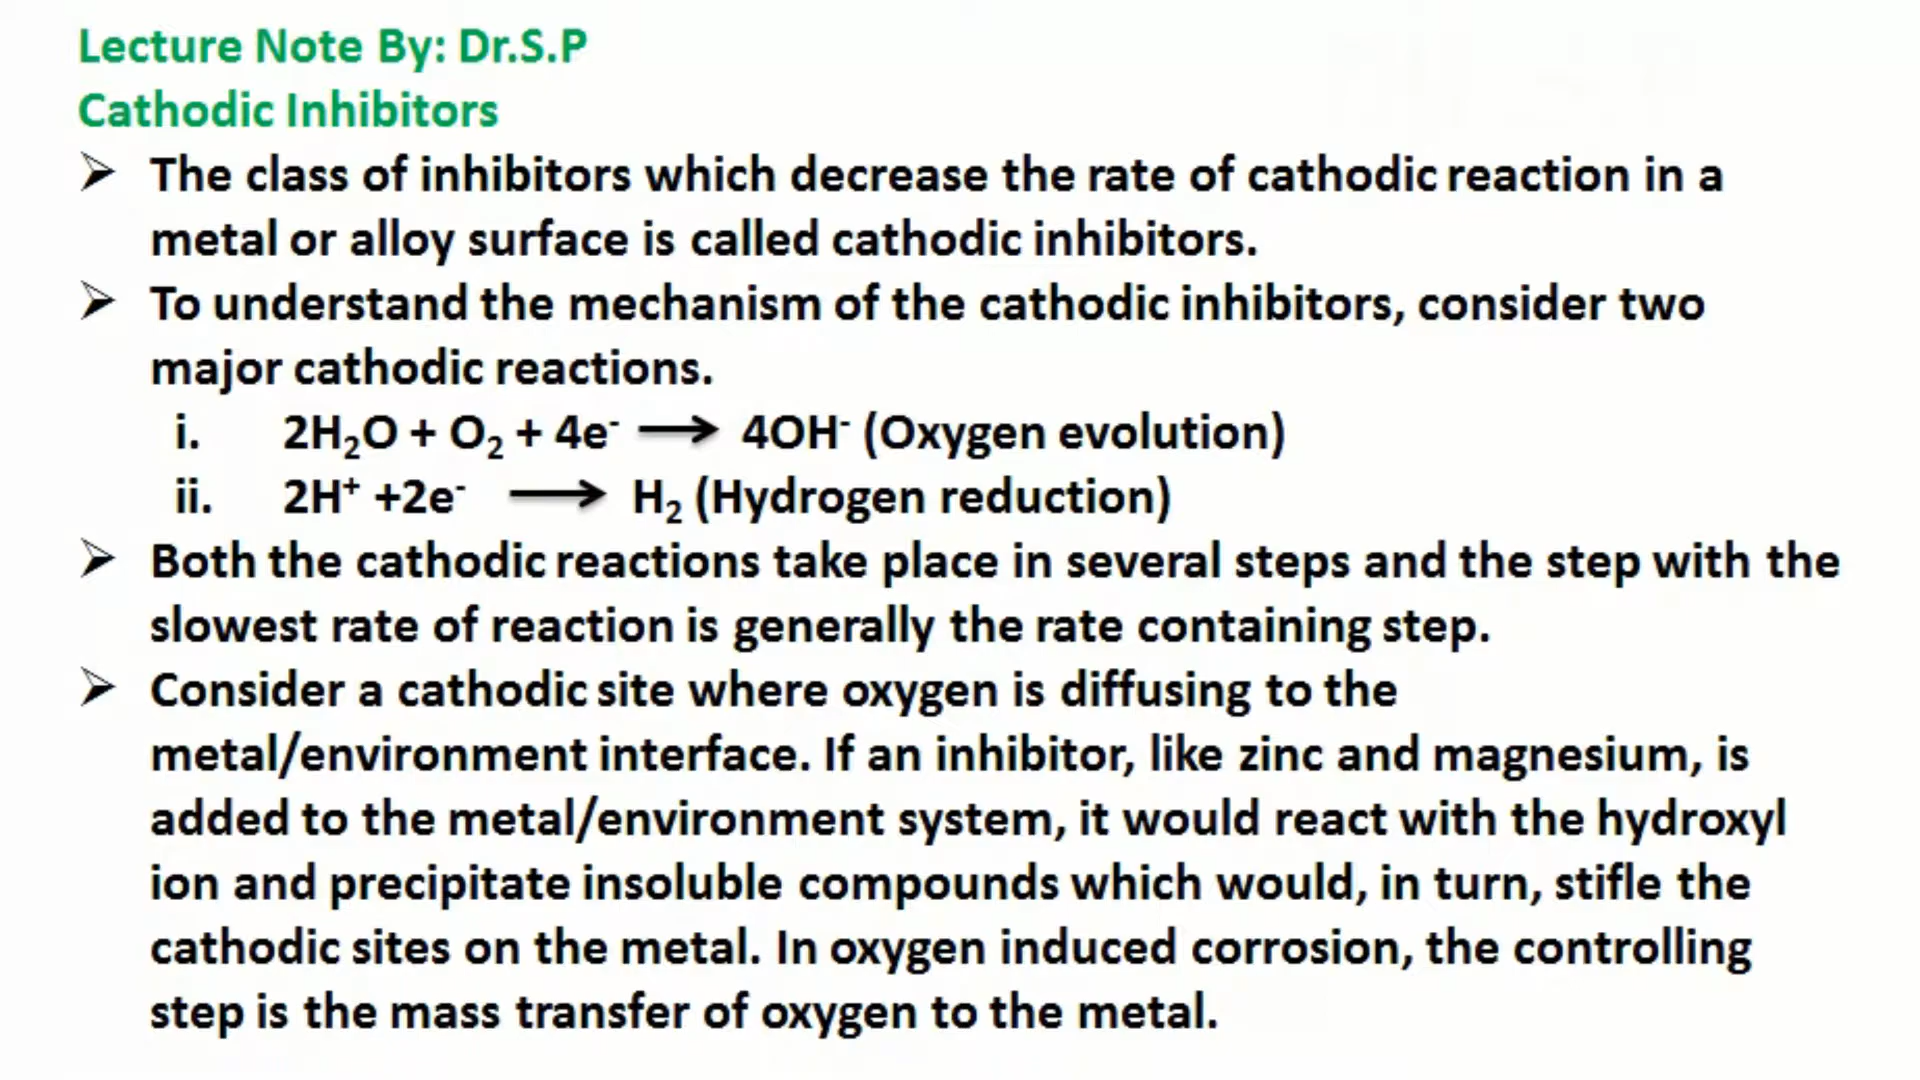 Lecture Note By: Dr.S.P
Cathodic Inhibitors
➢ The class of inhibitors which decrease the rate of cathodic reaction in a
metal or alloy surface is called cathodic inhibitors.
➢ To understand the mechanism of the cathodic inhibitors, consider two
major cathodic reactions.
i. 2H₂O + O₂ + 4e⁻ ⟶ 4OH⁻ (Oxygen evolution)
ii. 2H⁺ +2e⁻ ⟶ H₂ (Hydrogen reduction)
➢ Both the cathodic reactions take place in several steps and the step with the
slowest rate of reaction is generally the rate containing step.
➢ Consider a cathodic site where oxygen is diffusing to the
metal/environment interface. If an inhibitor, like zinc and magnesium, is
added to the metal/environment system, it would react with the hydroxyl
ion and precipitate insoluble compounds which would, in turn, stifle the
cathodic sites on the metal. In oxygen induced corrosion, the controlling
step is the mass transfer of oxygen to the metal.